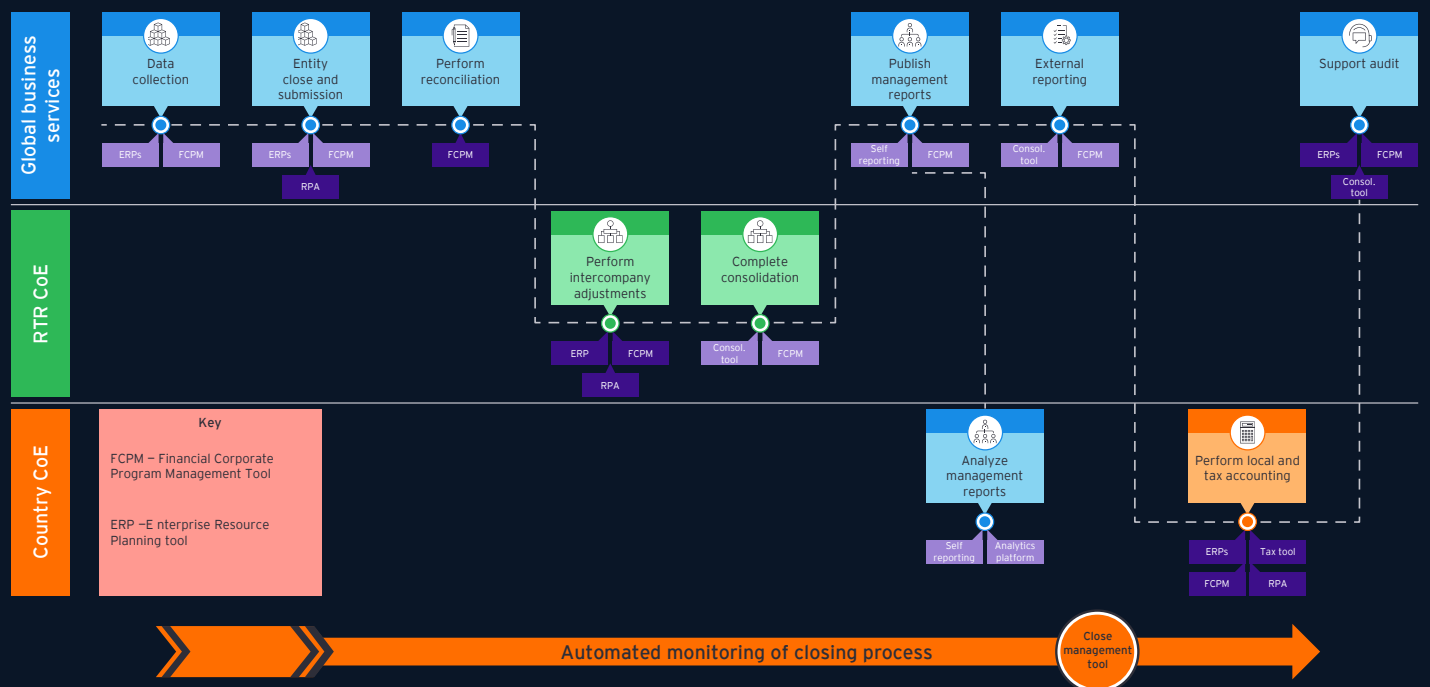 Global business
services
Data
collection
ERPs
FCPM
Entity
close and
submission
ERPs
FCPM
RPA
Perform
reconciliation
FCPM
Publish
management
reports
Self
reporting
FCPM
External
reporting
Consol.
tool
FCPM
Support audit
ERPs
FCPM
Consol.
tool
RTR CoE
Perform
intercompany
adjustments
ERP
FCPM
RPA
Complete
consolidation
Consol.
tool
FCPM
Country CoE
Key
FCPM – Financial Corporate
Program Management Tool
ERP –E nterprise Resource
Planning tool
Analyze
management
reports
Self
reporting
Analytics
platform
Perform local and
tax accounting
ERPs
Tax tool
FCPM
RPA
Automated monitoring of closing process
Close
management
tool